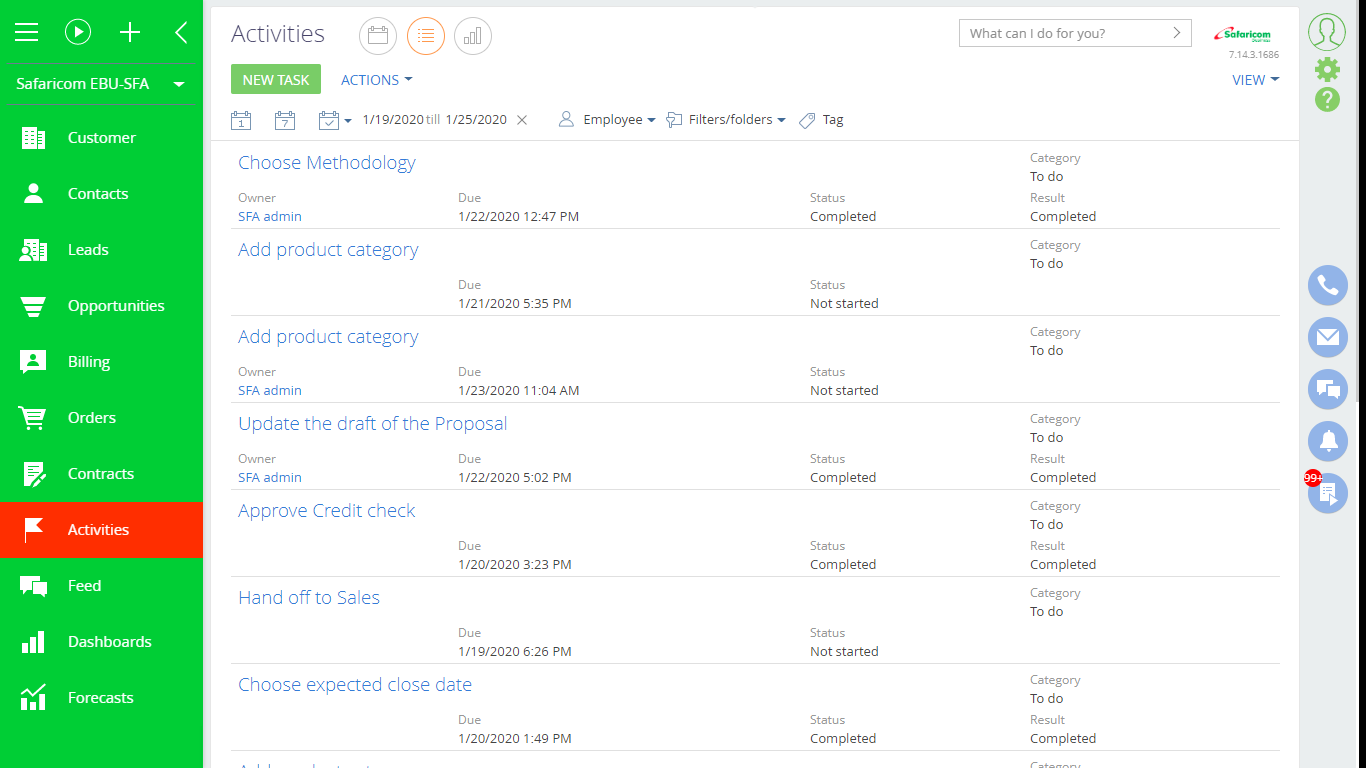 Activities
What can I do for you?
Safaricom
7.14.3.1686
Safaricom EBU-SFA
NEW TASK
ACTIONS
VIEW
1
7
1/19/2020 till 1/25/2020
Employee
Filters/folders
Tag
Customer
Contacts
Leads
Opportunities
Billing
Orders
Contracts
Activities
Feed
Dashboards
Forecasts
Choose Methodology
Category
To do
Owner Due Status Result
SFA admin 1/22/2020 12:47 PM Completed Completed
Add product category
Category
To do
Due Status
1/21/2020 5:35 PM Not started
Add product category
Category
To do
Owner Due Status
SFA admin 1/23/2020 11:04 AM Not started
Update the draft of the Proposal
Category
To do
Owner Due Status Result
SFA admin 1/22/2020 5:02 PM Completed Completed
Approve Credit check
Category
To do
Due Status Result
1/20/2020 3:23 PM Completed Completed
Hand off to Sales
Category
To do
Due Status
1/19/2020 6:26 PM Not started
Choose expected close date
Category
To do
Due Status Result
1/20/2020 1:49 PM Completed Completed
Category
?
99+